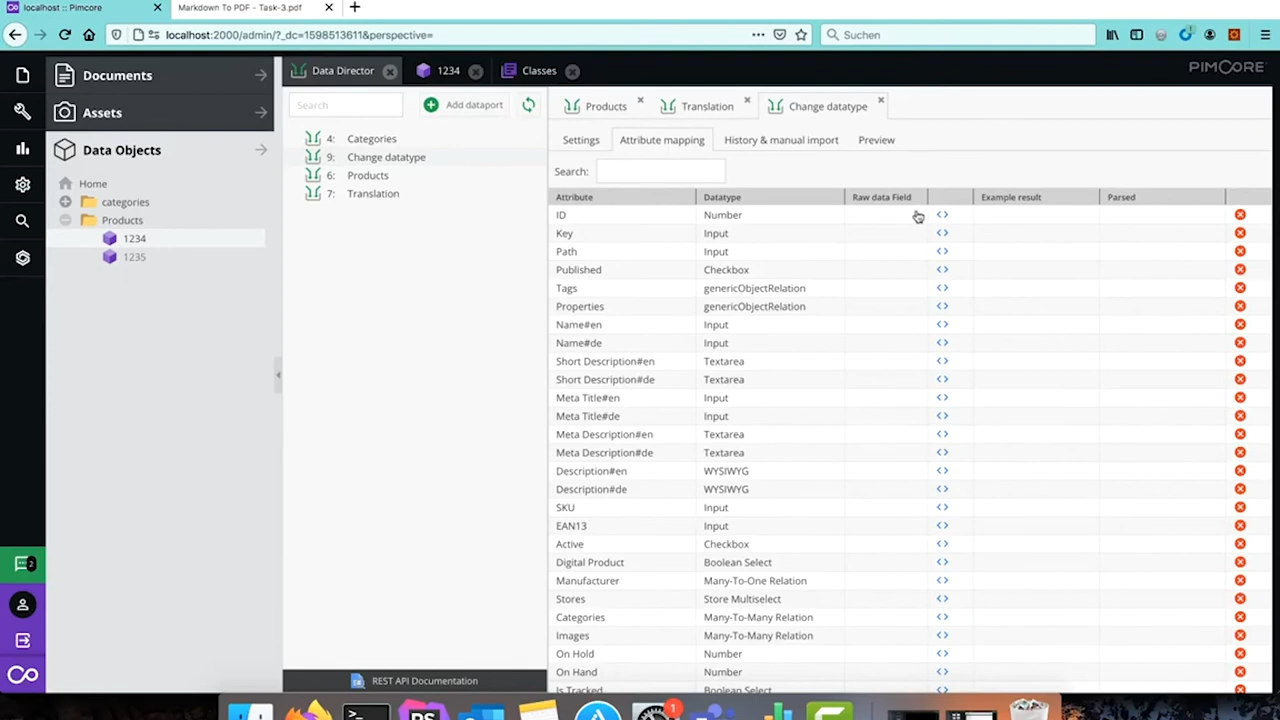 localhost :: Pimcore
Markdown To PDF - Task-3.pdf
localhost:2000/admin/?_dc=1598513611&perspective=
Suchen
Documents
Assets
Data Objects
Home
categories
Products
1234
1235
2
Data Director
1234
Classes
PIMCORE
Search
Add dataport
4: Categories
9: Change datatype
6: Products
7: Translation
REST API Documentation
Products
Translation
Change datatype
Settings
Attribute mapping
History & manual import
Preview
Search:
Attribute Datatype Raw data Field Example result Parsed
ID Number
Key Input
Path Input
Published Checkbox
Tags genericObjectRelation
Properties genericObjectRelation
Name#en Input
Name#de Input
Short Description#en Textarea
Short Description#de Textarea
Meta Title#en Input
Meta Title#de Input
Meta Description#en Textarea
Meta Description#de Textarea
Description#en WYSIWYG
Description#de WYSIWYG
SKU Input
EAN13 Input
Active Checkbox
Digital Product Boolean Select
Manufacturer Many-To-One Relation
Stores Store Multiselect
Categories Many-To-Many Relation
Images Many-To-Many Relation
On Hold Number
On Hand Number
Is Tracked Boolean Select
PS
1